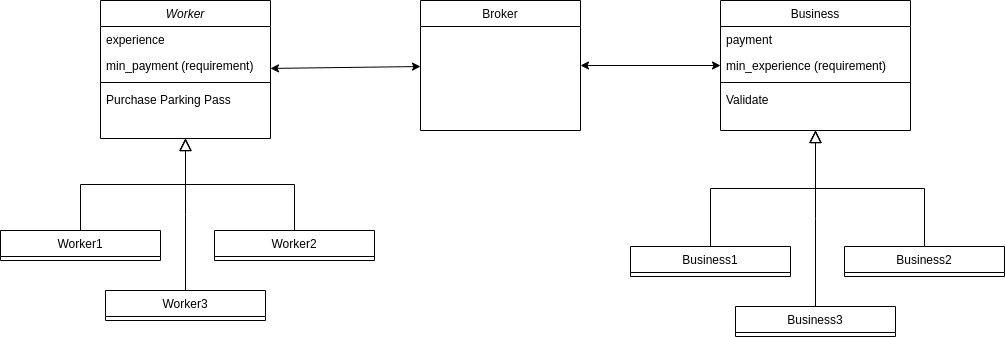 Worker
experience
min_payment (requirement)
Purchase Parking Pass
Broker
Business
payment
min_experience (requirement)
Validate
Worker1
Worker2
Worker3
Business1
Business2
Business3